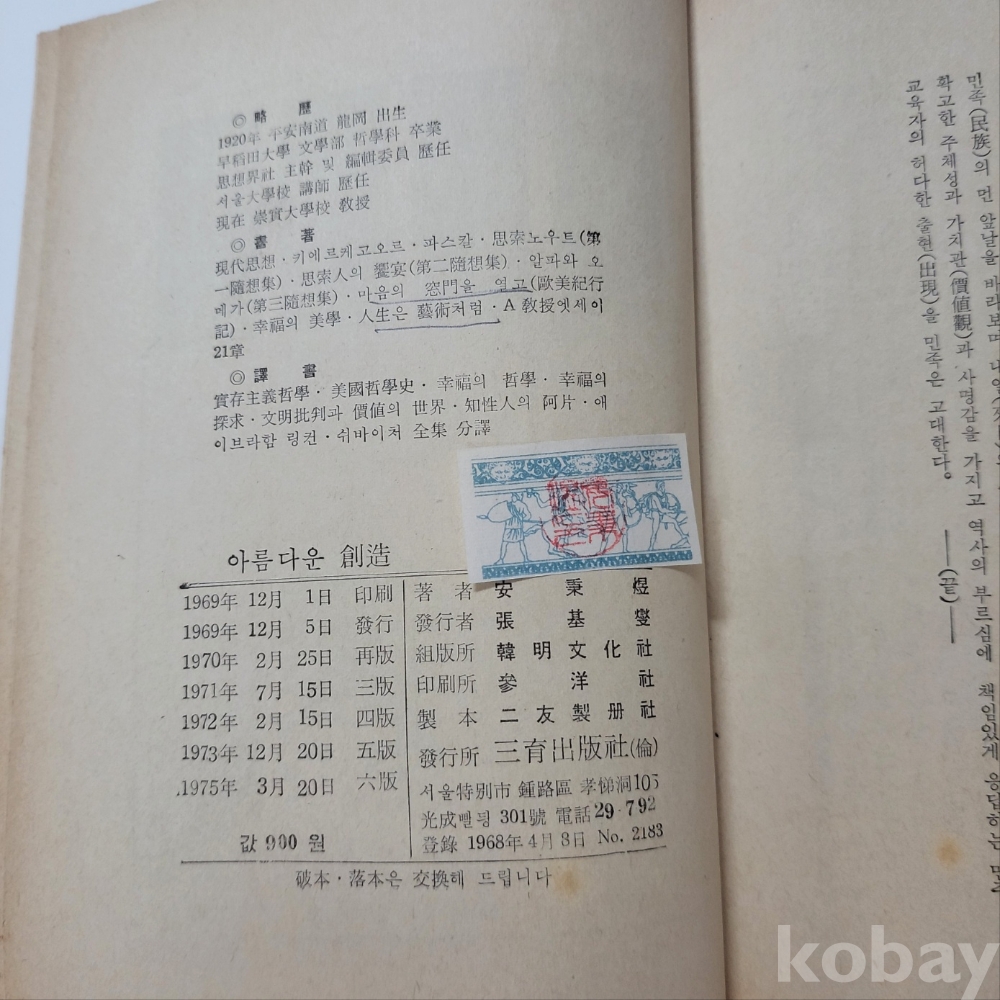 ◎ 略 歷
1920年 平安南道 龍岡 出生
早稻田大學 文學部 哲學科 卒業
思想界社 主幹 및 編輯委員 歷任
서울大學校 講師 歷任
現在 崇實大學校 敎授
◎ 書 著
現代思想·키에르케고오르·파스칼·思索노우트(第
一隨想集)·思索人의 饗宴(第二隨想集)·알파와 오
메가(第三隨想集)·마음의 窓門을 열고(歐美紀行
記)·幸福의 美學·人生은 藝術처럼·A 敎授엣세이
21章
◎ 譯 書
實存主義哲學·美國哲學史·幸福의 哲學·幸福의
探求·文明批判과 價値의 世界·知性人의 阿片·애
이브라함 링컨·쉬바이처 全集 分譯
아름다운 創造
1969年 12月 1日 印刷
1969年 12月 5日 發行
1970年 2月 25日 再版
1971年 7月 15日 三版
1972年 2月 15日 四版
1973年 12月 20日 五版
1975年 3月 20日 六版
값 900 원
著 者 安 秉 煜
發行者 張 基 燮
組版所 韓明文化社
印刷所 參 洋 社
製 本 二友製册社
發行所 三育出版社(倫)
서울特別市 鍾路區 孝悌洞105
光成삘딩 301號 電話 29-792
登錄 1968年 4月 8日 No. 2183
破本·落本은 交換해 드립니다
민족(民族)의 먼 앞날을 바라보며
확고한 주체성과 가치관(價値觀)과 사명감을 가지고 역사의 부르심에 책임있게 응답하는
교육자의 허다한 출현(出現)을 민족은 고대한다。 ——(끝)——
kobay